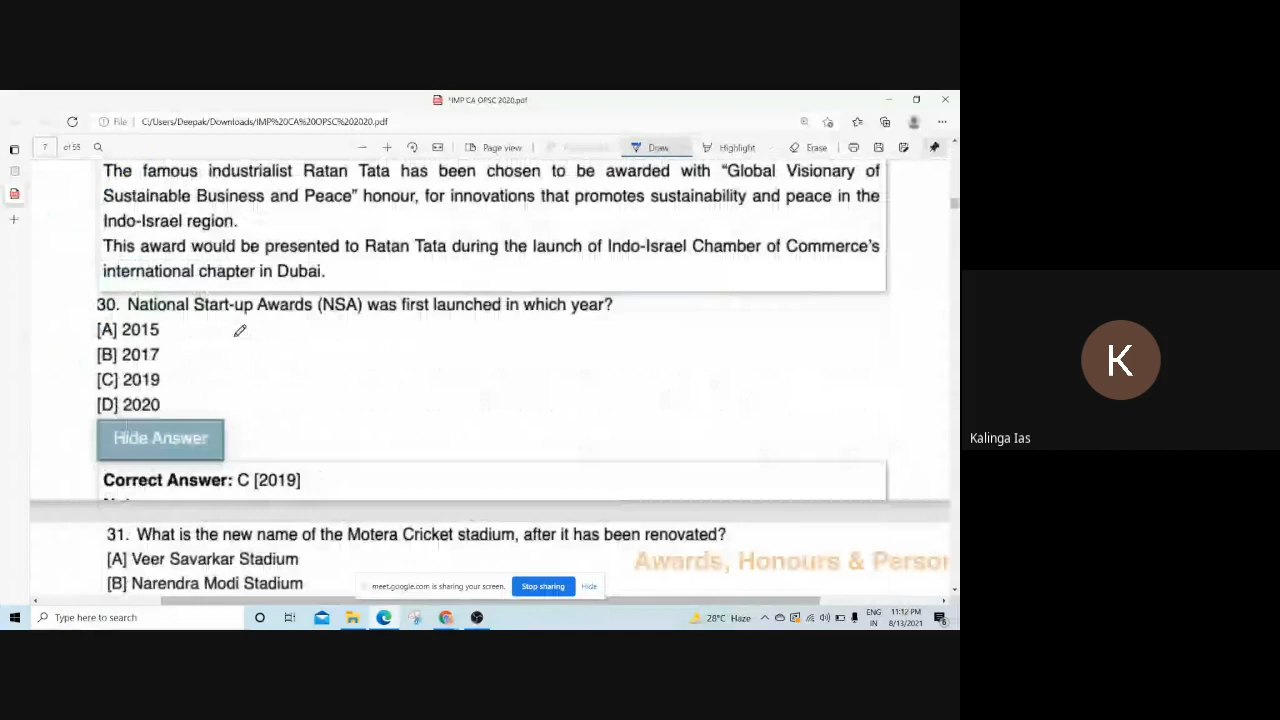 *IMP CA OPSC 2020.pdf
File C:/Users/Deepak/Downloads/IMP%20CA%20OPSC%202020.pdf
7 of 55 Page view Draw Highlight Erase
The famous industrialist Ratan Tata has been chosen to be awarded with “Global Visionary of
Sustainable Business and Peace” honour, for innovations that promotes sustainability and peace in the
Indo-Israel region.
This award would be presented to Ratan Tata during the launch of Indo-Israel Chamber of Commerce’s
international chapter in Dubai.
30. National Start-up Awards (NSA) was first launched in which year?
[A] 2015
[B] 2017
[C] 2019
[D] 2020
Hide Answer
Correct Answer: C [2019]
31. What is the new name of the Motera Cricket stadium, after it has been renovated?
Awards, Honours & Person
[A] Veer Savarkar Stadium
[B] Narendra Modi Stadium
meet.google.com is sharing your screen. Stop sharing Hide
Type here to search
28°C Haze
ENG
IN
11:12 PM
8/13/2021
6
K
Kalinga Ias